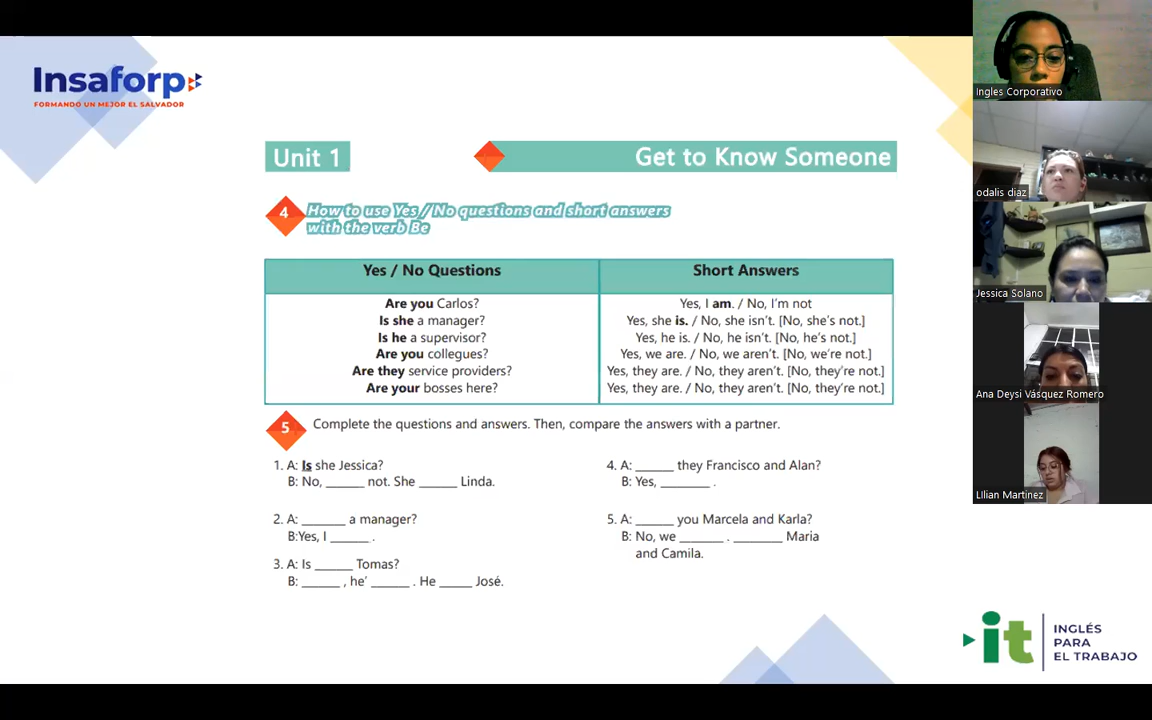 Insaforp
FORMANDO UN MEJOR EL SALVADOR
Unit 1
Get to Know Someone
4
How to use Yes / No questions and short answers
with the verb Be
Yes / No Questions
Short Answers
Are you Carlos?
Yes, I am. / No, I'm not
Is she a manager?
Yes, she is. / No, she isn't. [No, she's not.]
Is he a supervisor?
Yes, he is. / No, he isn't. [No, he's not.]
Are you collegues?
Yes, we are. / No, we aren't. [No, we're not.]
Are they service providers?
Yes, they are. / No, they aren't. [No, they're not.]
Are your bosses here?
Yes, they are. / No, they aren't. [No, they're not.]
5
Complete the questions and answers. Then, compare the answers with a partner.
1. A: Is she Jessica?
B: No, ______ not. She ______ Linda.
2. A: _______ a manager?
B:Yes, I ______ .
3. A: Is ______ Tomas?
B: ______ , he' ______ . He _____ José.
4. A: ______ they Francisco and Alan?
B: Yes, ________ .
5. A: ______ you Marcela and Karla?
B: No, we _______ . ________ Maria
and Camila.
it
INGLÉS
PARA
EL TRABAJO
Ingles Corporativo
odalis diaz
Jessica Solano
Ana Deysi Vásquez Romero
LIlian Martinez